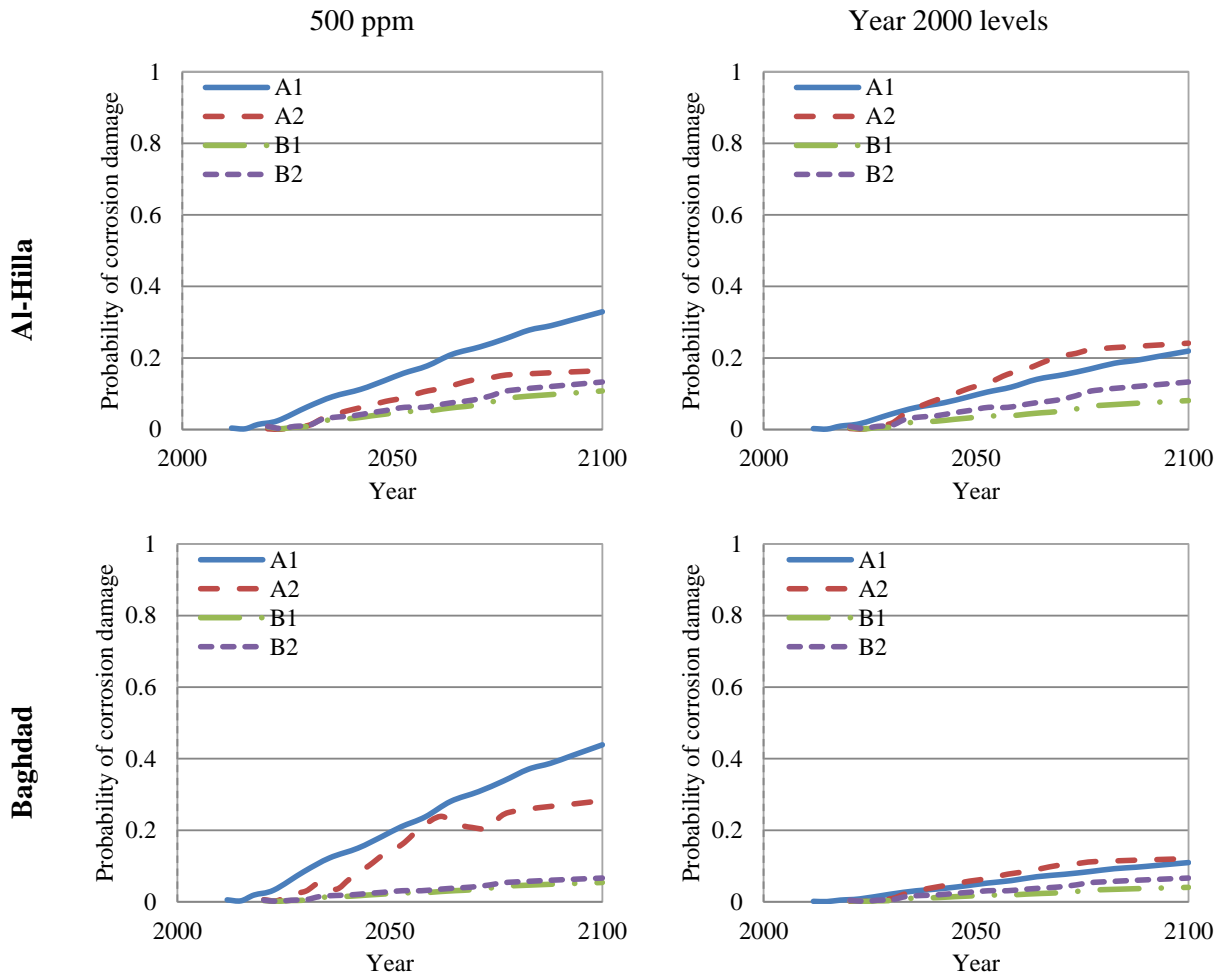 500 ppm
Year 2000 levels
Al-Hilla
Probability of corrosion damage
1
0.8
0.6
0.4
0.2
0
A1
A2
B1
B2
2000
2050
2100
Year
Probability of corrosion damage
1
0.8
0.6
0.4
0.2
0
A1
A2
B1
B2
2000
2050
2100
Year
Baghdad
Probability of corrosion damage
1
0.8
0.6
0.4
0.2
0
A1
A2
B1
B2
2000
2050
2100
Year
Probability of corrosion damage
1
0.8
0.6
0.4
0.2
0
A1
A2
B1
B2
2000
2050
2100
Year